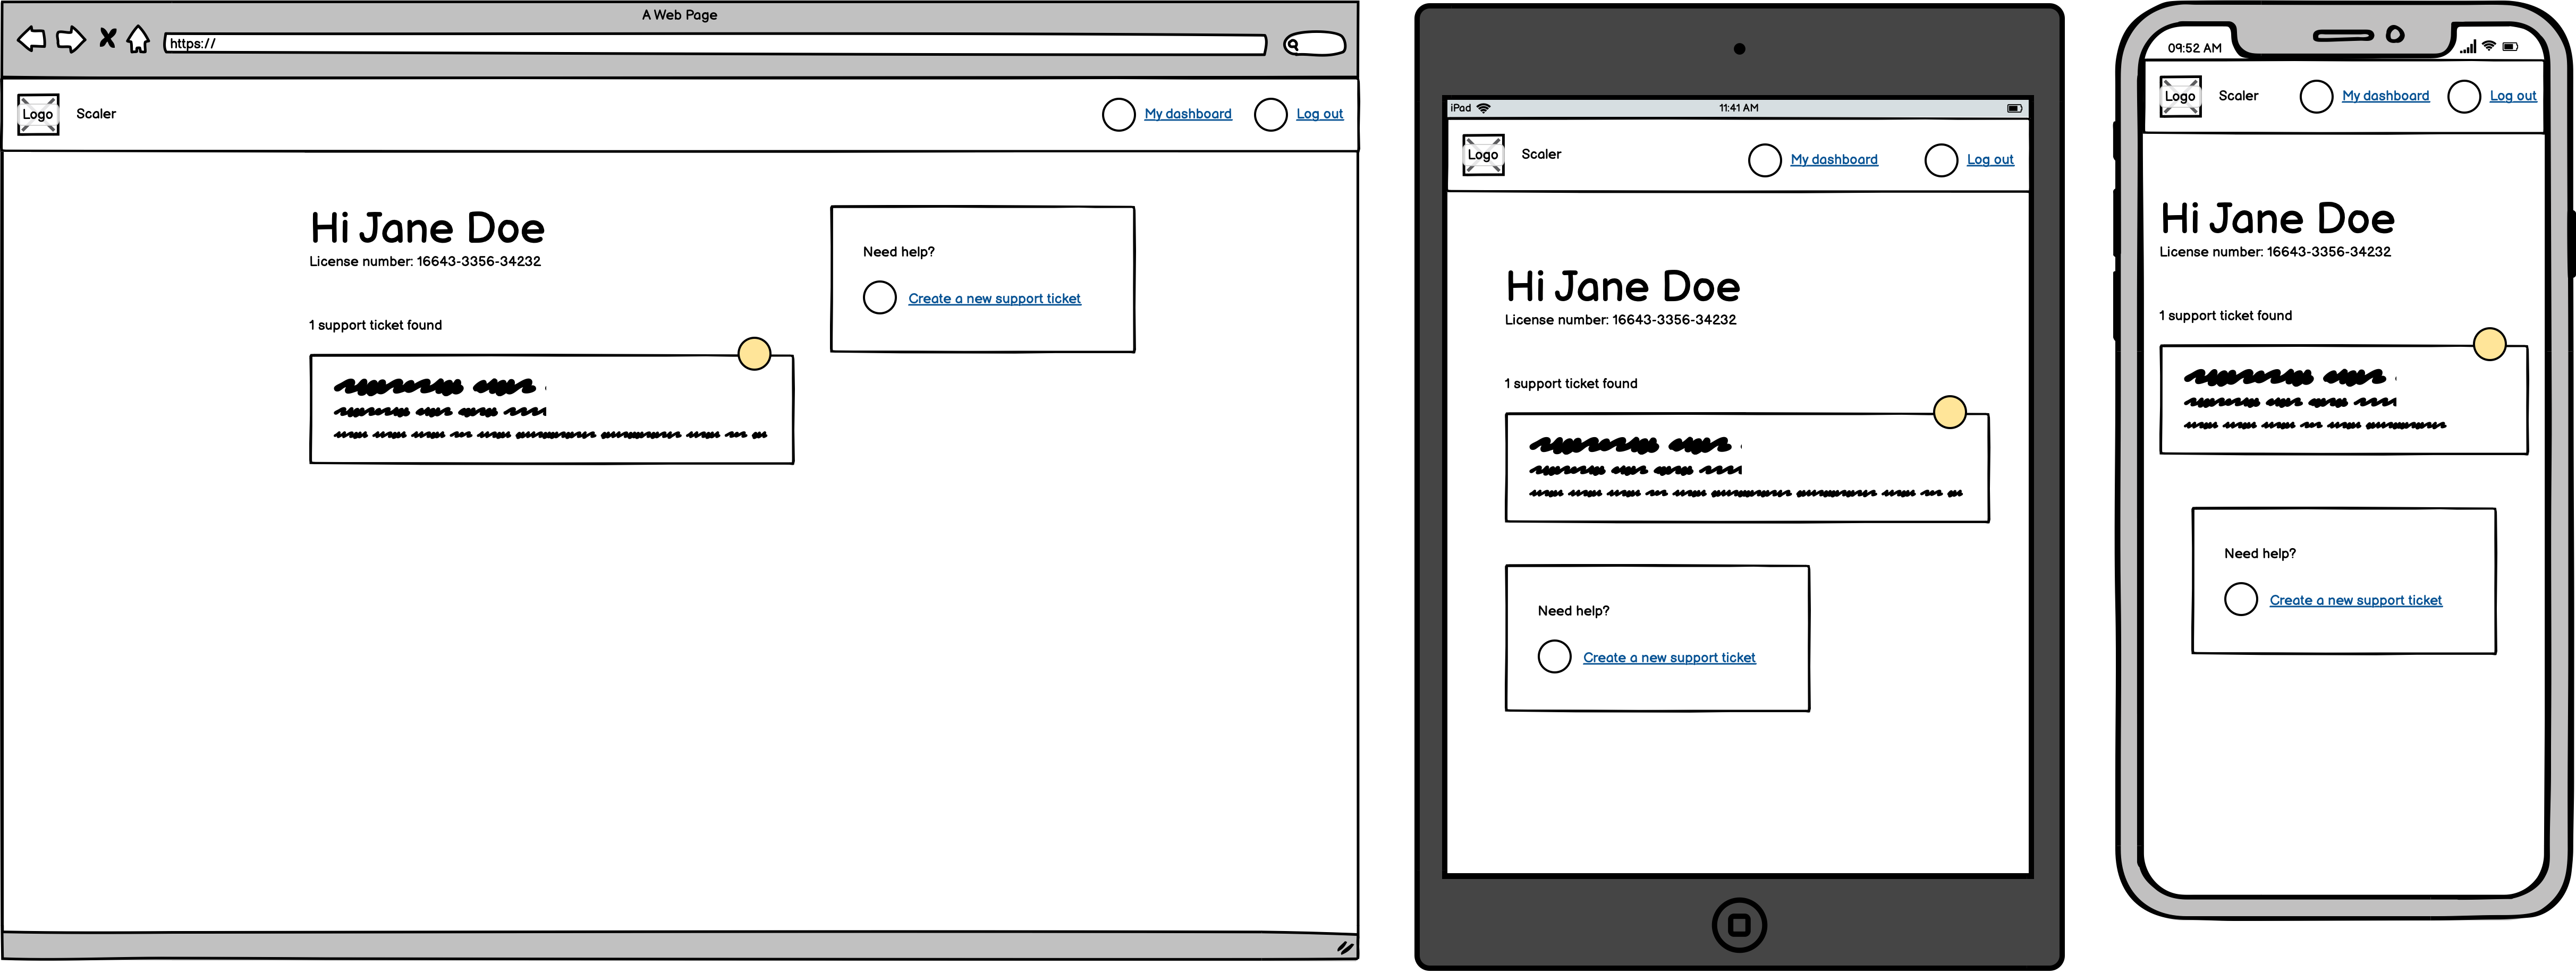 A Web Page
https://
Logo
Scaler
My dashboard
Log out
Hi Jane Doe
License number: 16643-3356-34232
1 support ticket found
Need help?
Create a new support ticket
iPad
11:41 AM
Logo
Scaler
My dashboard
Log out
Hi Jane Doe
License number: 16643-3356-34232
1 support ticket found
Need help?
Create a new support ticket
09:52 AM
Logo
Scaler
My dashboard
Log out
Hi Jane Doe
License number: 16643-3356-34232
1 support ticket found
Need help?
Create a new support ticket